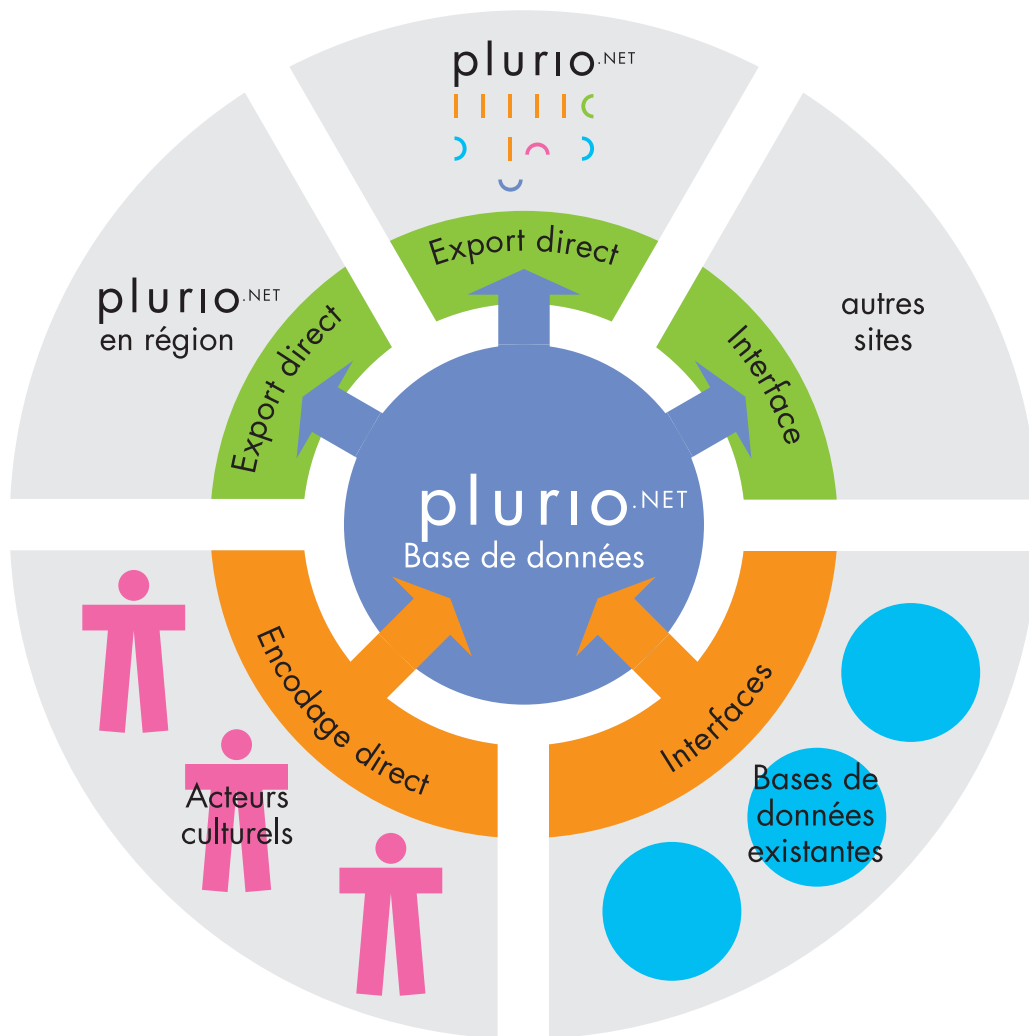 plurio.NET
Export direct
plurio.NET
en région
Export direct
autres
sites
Interface
plurio.NET
Base de données
Encodage direct
Acteurs
culturels
Interfaces
Bases de
données
existantes